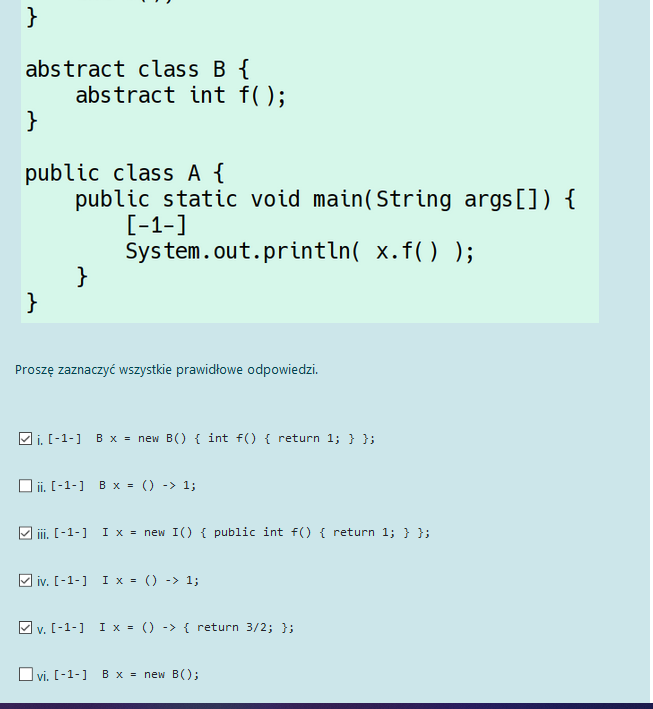 }
abstract class B {
    abstract int f();
}
public class A {
    public static void main(String args[]) {
        [-1-]
        System.out.println( x.f() );
    }
}
Proszę zaznaczyć wszystkie prawidłowe odpowiedzi.
i. [-1-]  B x = new B() { int f() { return 1; } };
ii. [-1-]  B x = () -> 1;
iii. [-1-]  I x = new I() { public int f() { return 1; } };
iv. [-1-]  I x = () -> 1;
v. [-1-]  I x = () -> { return 3/2; };
vi. [-1-]  B x = new B();